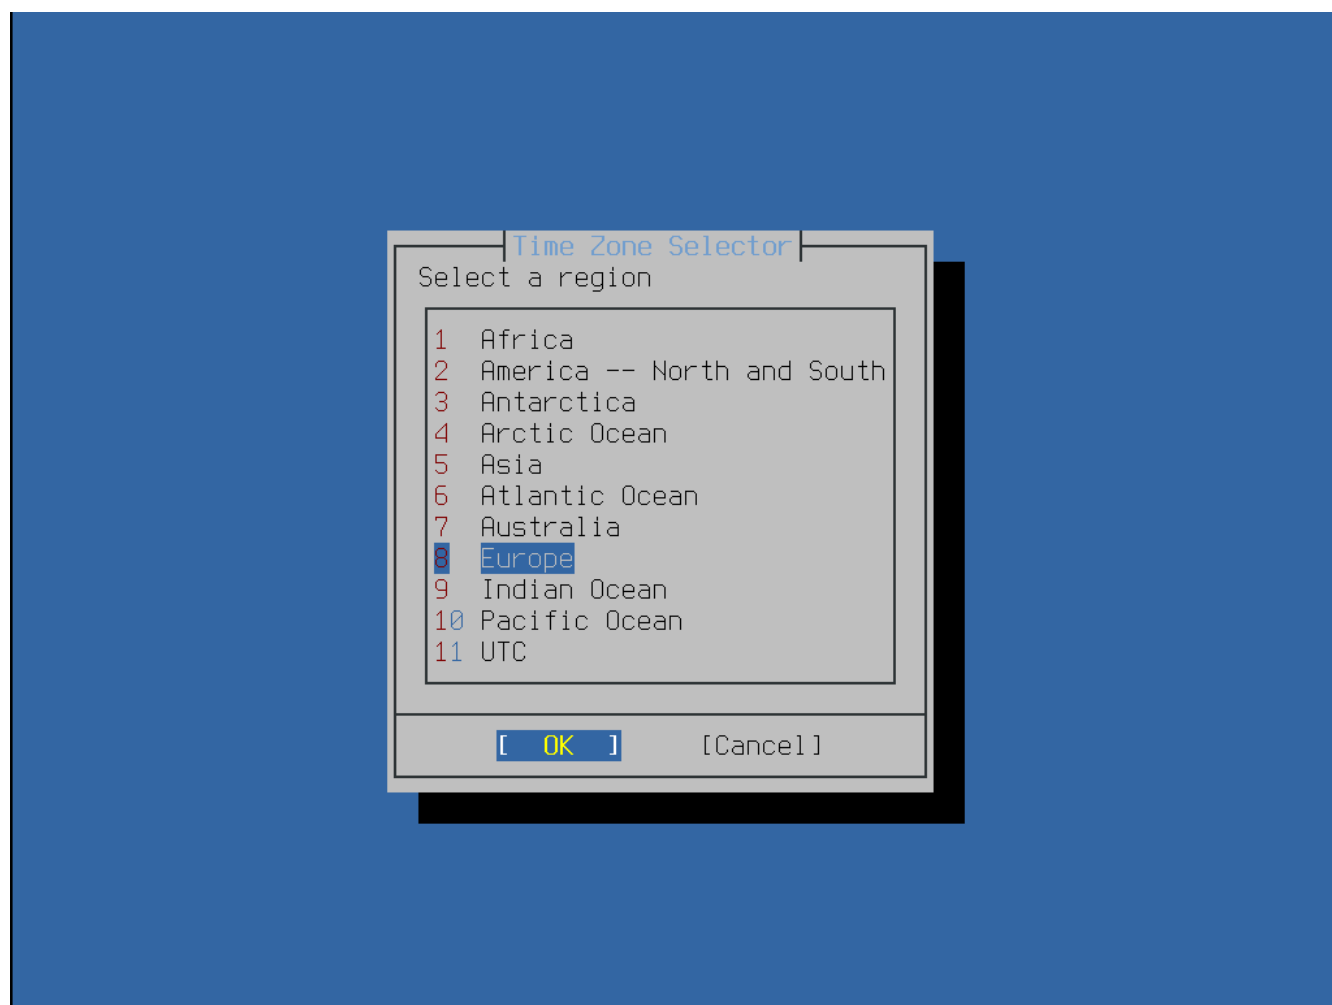 Time Zone Selector
Select a region
1 Africa
2 America -- North and South
3 Antarctica
4 Arctic Ocean
5 Asia
6 Atlantic Ocean
7 Australia
8 Europe
9 Indian Ocean
10 Pacific Ocean
11 UTC
[ OK ] [Cancel]